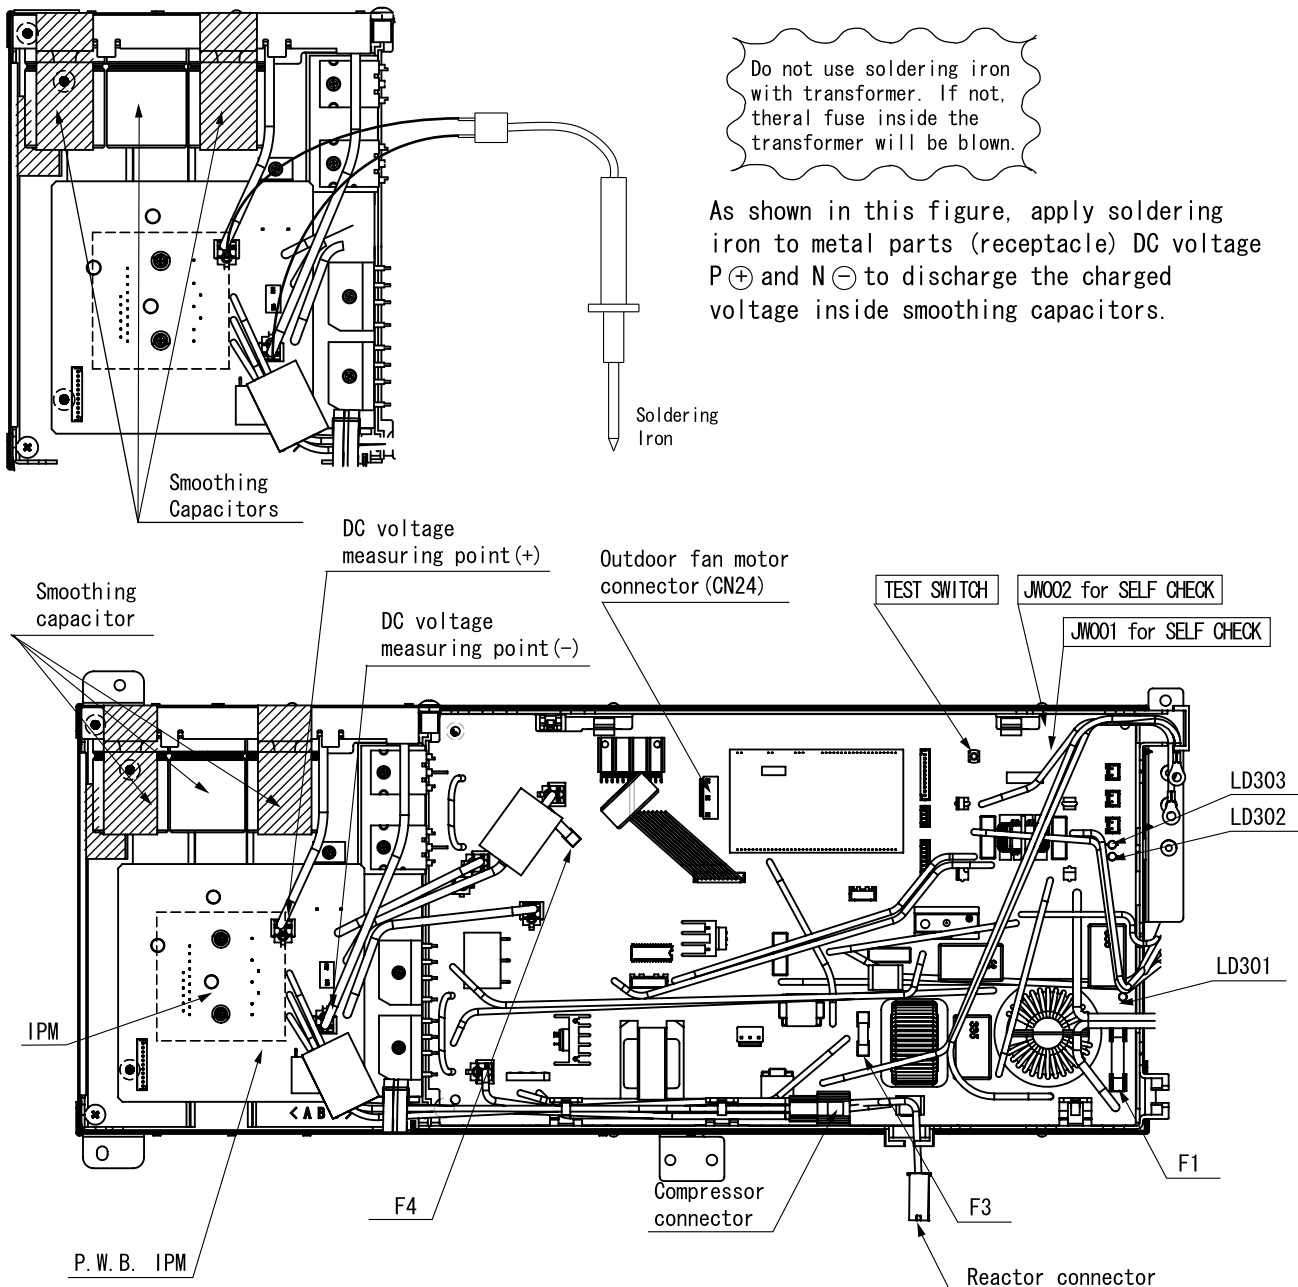 Do not use soldering iron
with transformer. If not,
theral fuse inside the
transformer will be blown.
As shown in this figure, apply soldering
iron to metal parts (receptacle) DC voltage
P⊕ and N⊖ to discharge the charged
voltage inside smoothing capacitors.
Soldering
Iron
Smoothing
Capacitors
DC voltage
measuring point(+)
Outdoor fan motor
connector(CN24)
TEST SWITCH
JW002 for SELF CHECK
JW001 for SELF CHECK
Smoothing
capacitor
DC voltage
measuring point(−)
LD303
LD302
LD301
IPM
<AB
F1
F4
Compressor
connector
F3
P.W.B. IPM
Reactor connector